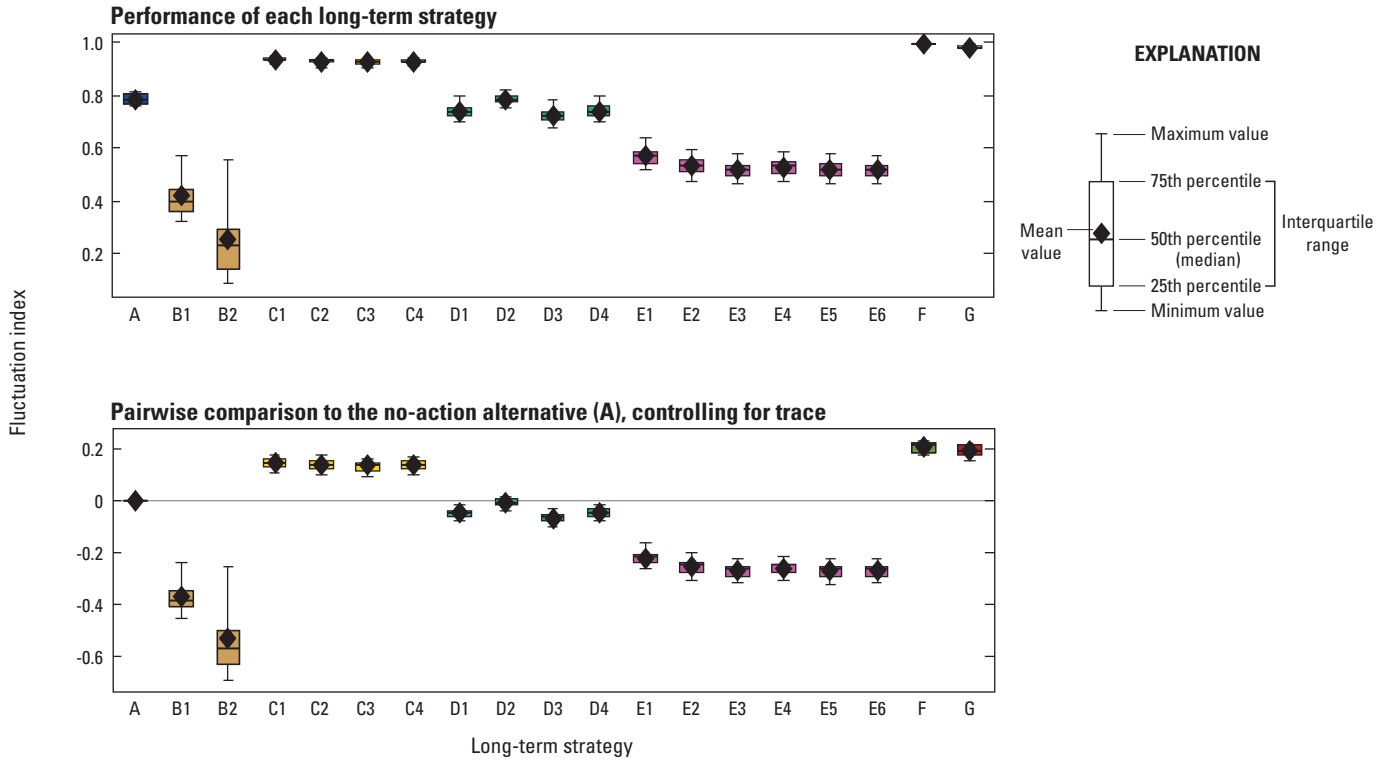 Performance of each long-term strategy
1.0
0.8
0.6
0.4
0.2
A B1 B2 C1 C2 C3 C4 D1 D2 D3 D4 E1 E2 E3 E4 E5 E6 F G
EXPLANATION
Maximum value
75th percentile
Mean
value
50th percentile
(median)
Interquartile
range
25th percentile
Minimum value
Fluctuation index
Pairwise comparison to the no-action alternative (A), controlling for trace
0.2
0
-0.2
-0.4
-0.6
A B1 B2 C1 C2 C3 C4 D1 D2 D3 D4 E1 E2 E3 E4 E5 E6 F G
Long-term strategy